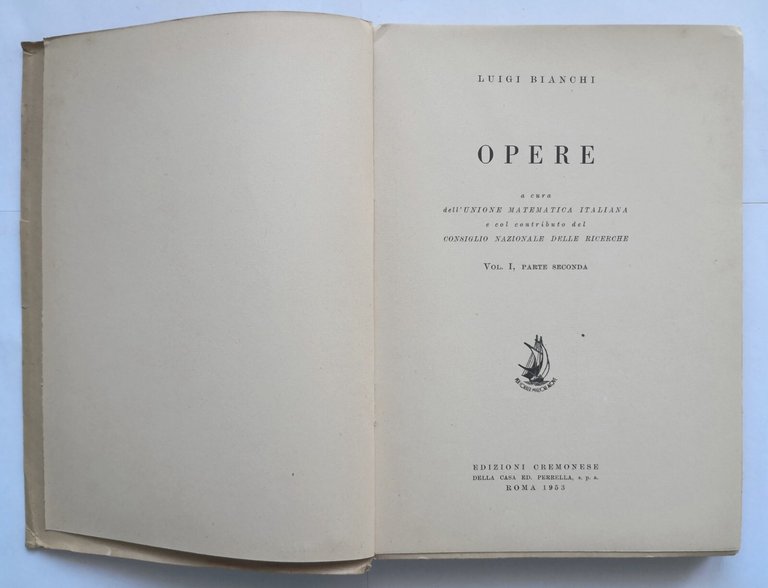 LUIGI BIANCHI
OPERE
a cura
dell'UNIONE MATEMATICA ITALIANA
e col contributo del
CONSIGLIO NAZIONALE DELLE RICERCHE
VOL. I, PARTE SECONDA
EDIZIONI CREMONESE
DELLA CASA ED. PERRELLA, s. p. a.
ROMA 1953